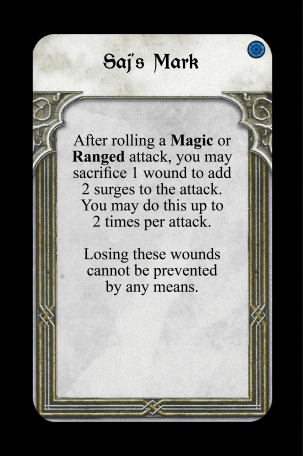 Saj's Mark
After rolling a Magic or
Ranged attack, you may
sacrifice 1 wound to add
2 surges to the attack.
You may do this up to
2 times per attack.
Losing these wounds
cannot be prevented
by any means.